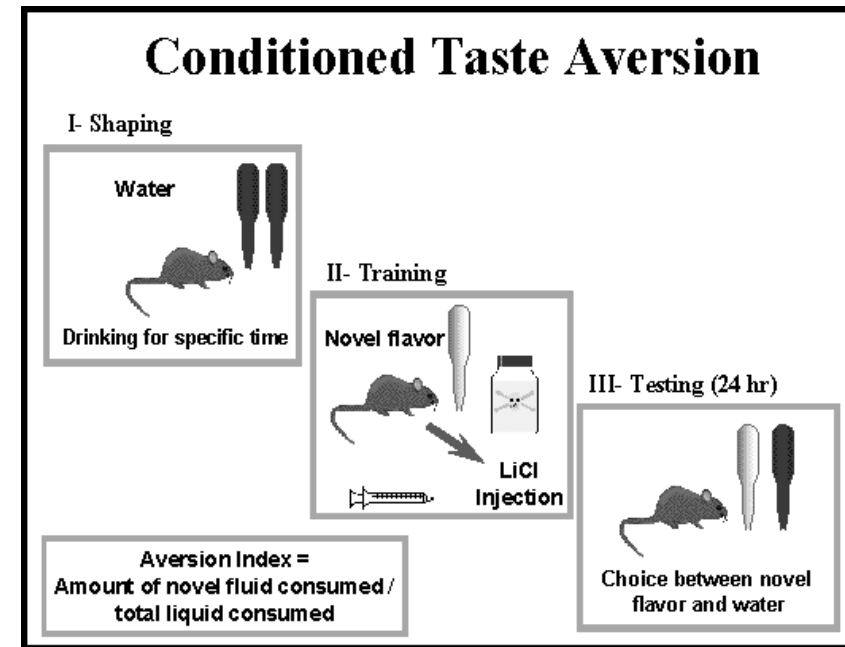 Conditioned Taste Aversion
I- Shaping
Water
Drinking for specific time
II- Training
Novel flavor
LiCl
Injection
III- Testing (24 hr)
Choice between novel
flavor and water
Aversion Index =
Amount of novel fluid consumed /
total liquid consumed